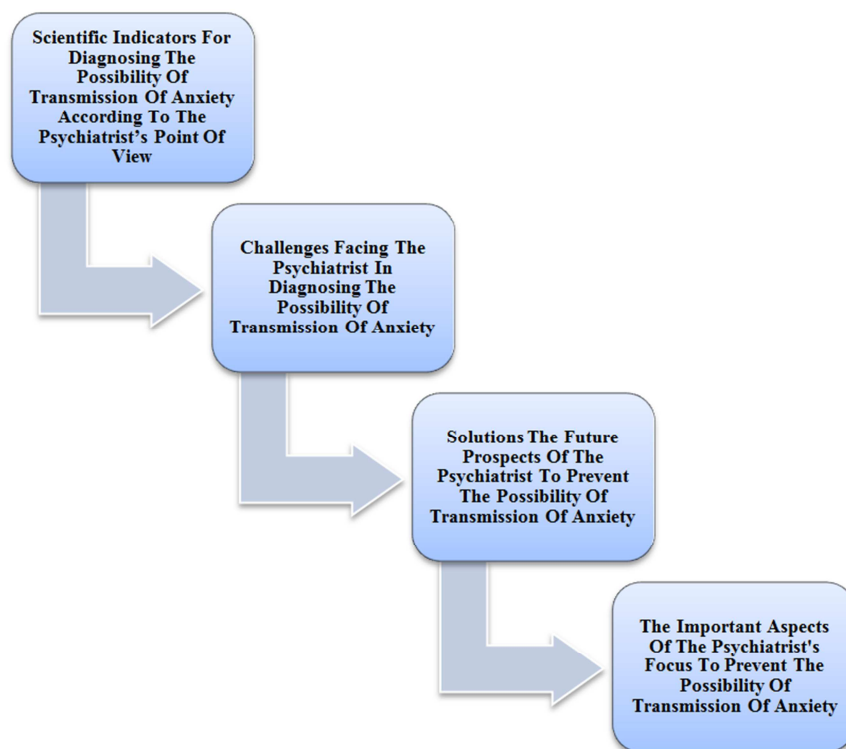 Scientific Indicators For
Diagnosing The
Possibility Of
Transmission Of Anxiety
According To The
Psychiatrist’s Point Of
View
Challenges Facing The
Psychiatrist In
Diagnosing The
Possibility Of
Transmission Of Anxiety
Solutions The Future
Prospects Of The
Psychiatrist To Prevent
The Possibility Of
Transmission Of Anxiety
The Important Aspects
Of The Psychiatrist's
Focus To Prevent The
Possibility Of
Transmission Of Anxiety